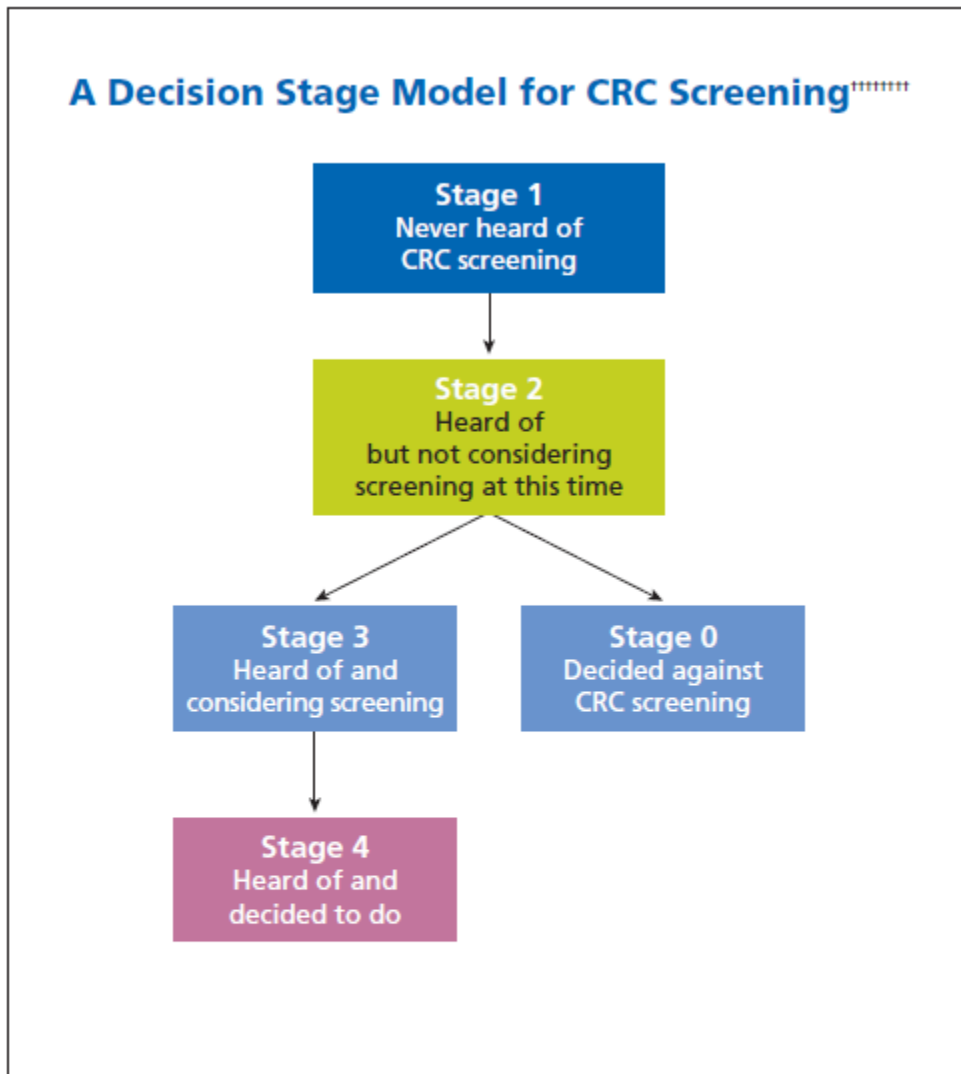 A Decision Stage Model for CRC Screening††††††††
Stage 1
Never heard of
CRC screening
Stage 2
Heard of
but not considering
screening at this time
Stage 3
Heard of and
considering screening
Stage 0
Decided against
CRC screening
Stage 4
Heard of and
decided to do